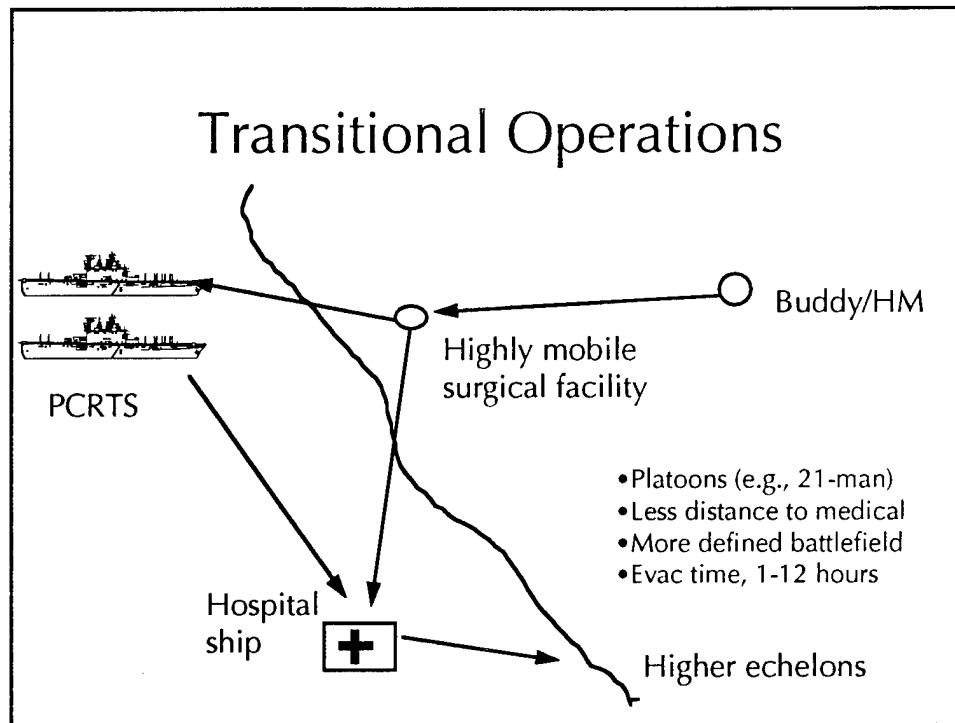 Transitional Operations
Buddy/HM
Highly mobile
surgical facility
PCRTS
•Platoons (e.g., 21-man)
•Less distance to medical
•More defined battlefield
•Evac time, 1-12 hours
Hospital
ship
Higher echelons